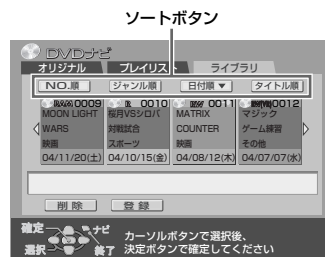 ソートボタン
DVDナビ
オリジナル プレイリスト ライブラリ
NO.順 ジャンル順 日付順▼ タイトル順
0009 0010 0011 0012
MOON LIGHT 桜月VSシロバ MATRIX マジック
WARS 対戦試合 COUNTER ゲーム練習
映画 スポーツ 映画 その他
04/11/20(土) 04/10/15(金) 04/08/12(木) 04/07/07(水)
削除 登録
確定 ナビ カーソルボタンで選択後、
選択 終了 決定ボタンで確定してください